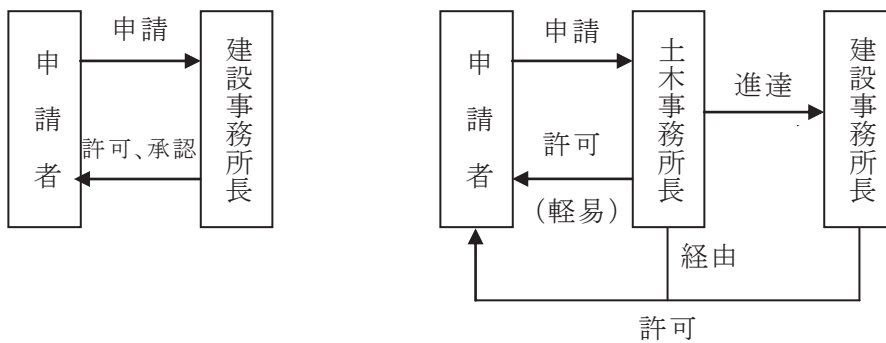 申請者
申請
許可、承認
建設事務所長
申請者
申請
許可
（軽易）
土木事務所長
進達
建設事務所長
経由
許可